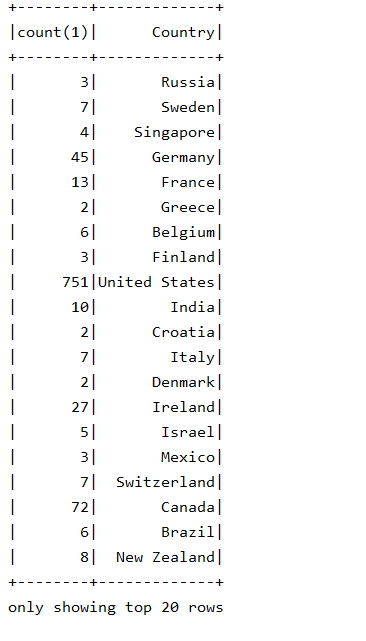 +--------+-------------+
|count(1)|      Country|
+--------+-------------+
|       3|       Russia|
|       7|       Sweden|
|       4|    Singapore|
|      45|      Germany|
|      13|       France|
|       2|       Greece|
|       6|      Belgium|
|       3|      Finland|
|     751|United States|
|      10|        India|
|       2|      Croatia|
|       7|        Italy|
|       2|      Denmark|
|      27|      Ireland|
|       5|       Israel|
|       3|       Mexico|
|       7|  Switzerland|
|      72|       Canada|
|       6|       Brazil|
|       8|  New Zealand|
+--------+-------------+
only showing top 20 rows